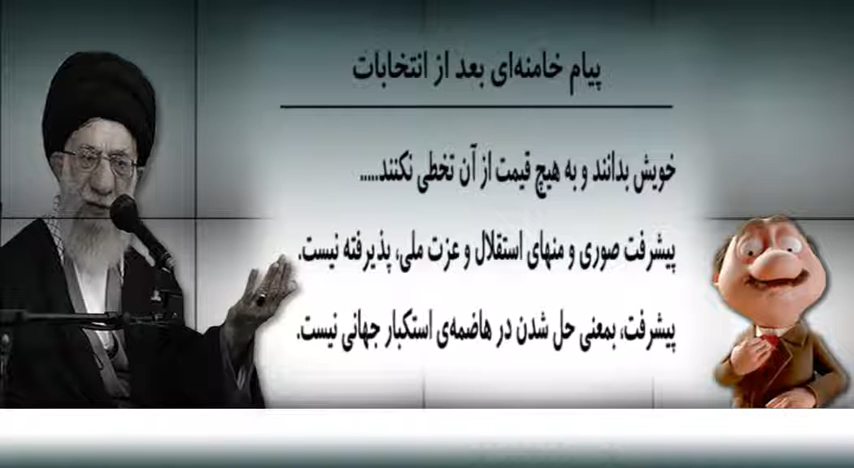 پیام خامنه‌ای بعد از انتخابات
خویش بدانند و به هیچ قیمت از آن تخطی نکنند.....
پیشرفت صوری و منهای استقلال و عزت ملی، پذیرفته نیست.
پیشرفت، بمعنی حل شدن در هاضمه‌ی استکبار جهانی نیست.